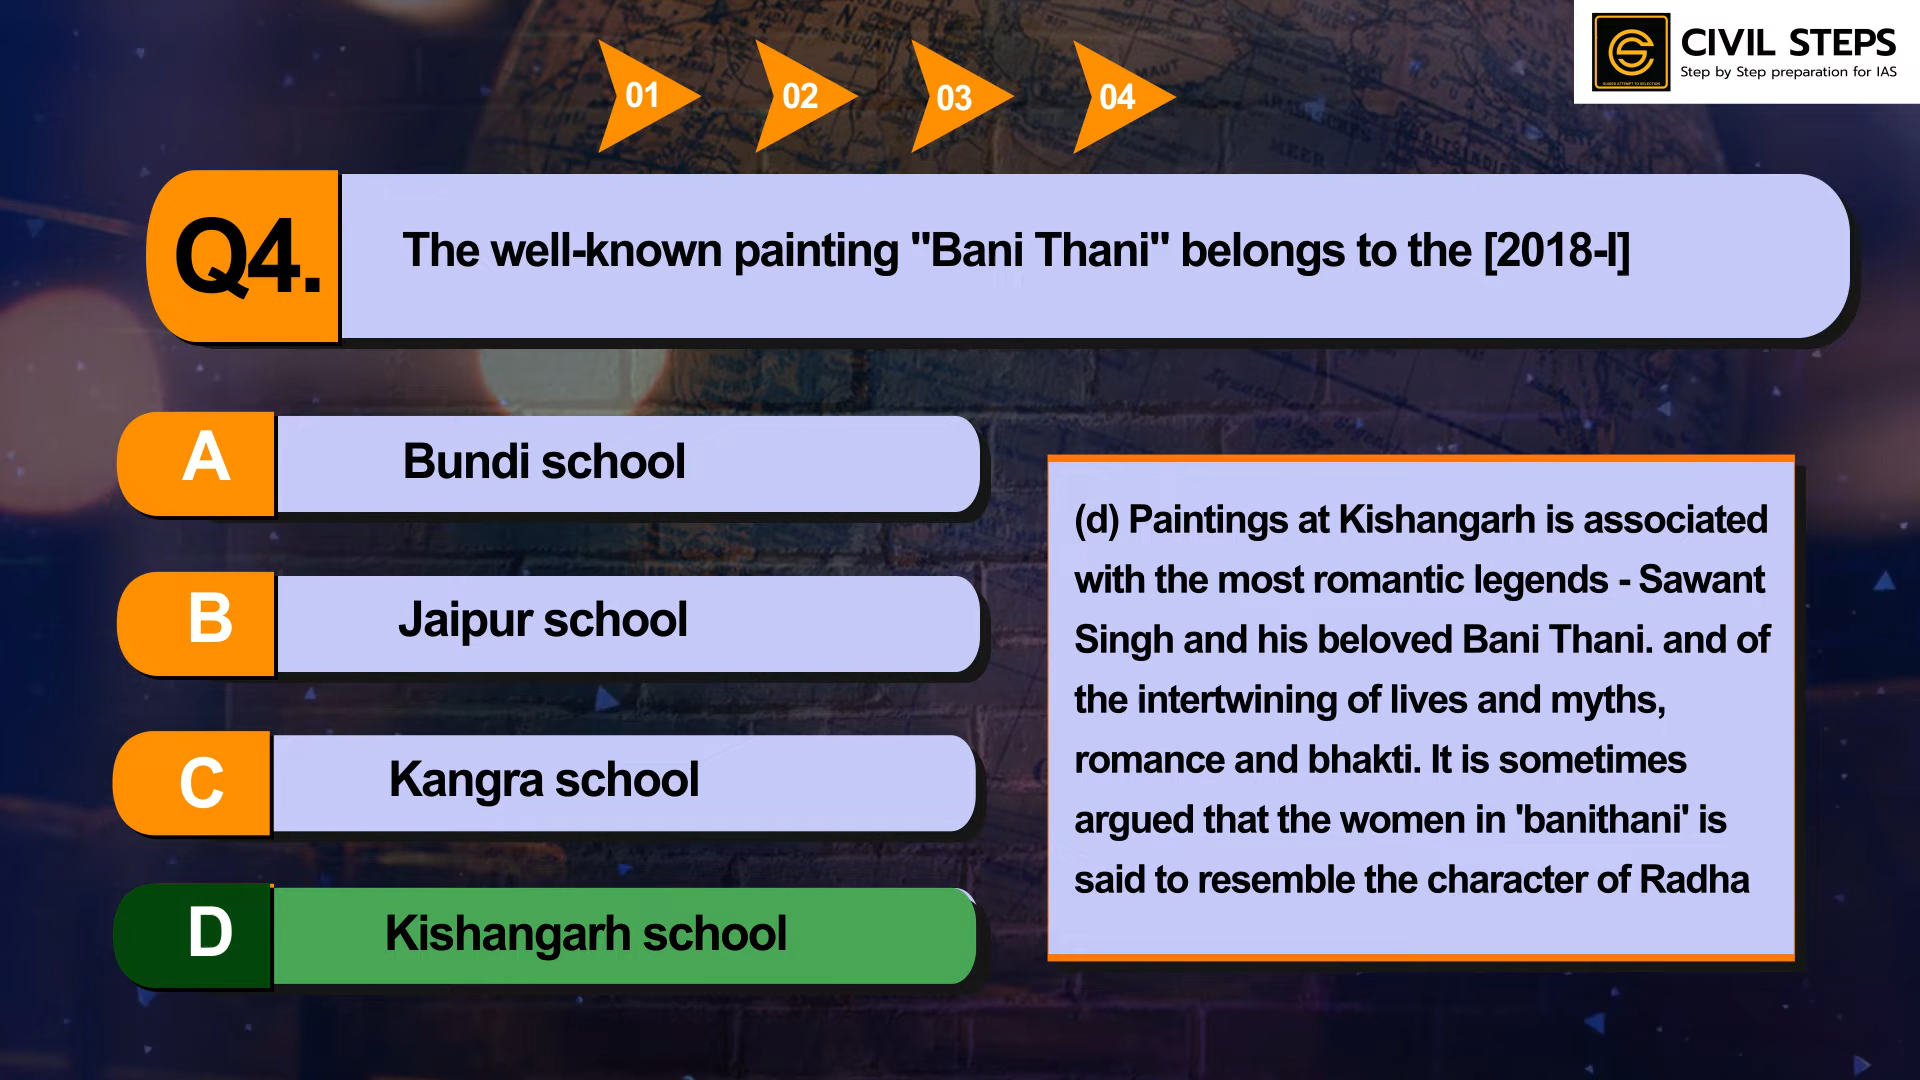 01 02 03 04
CIVIL STEPS
Step by Step preparation for IAS
Q4. The well-known painting "Bani Thani" belongs to the [2018-I]
A Bundi school
B Jaipur school
C Kangra school
D Kishangarh school
(d) Paintings at Kishangarh is associated
with the most romantic legends - Sawant
Singh and his beloved Bani Thani. and of
the intertwining of lives and myths,
romance and bhakti. It is sometimes
argued that the women in 'banithani' is
said to resemble the character of Radha